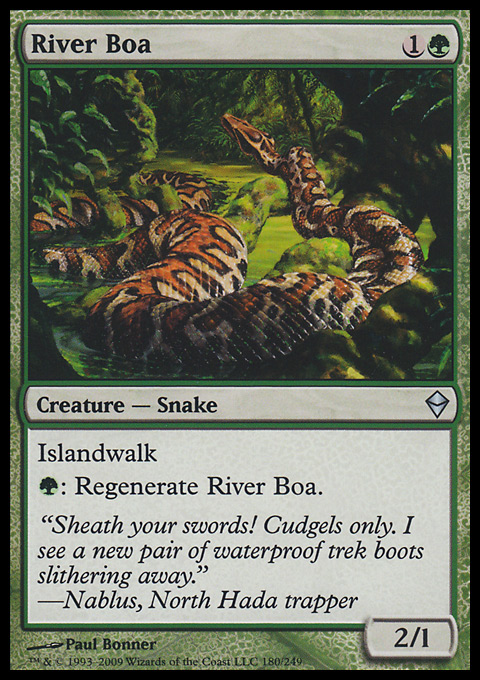 River Boa 1
Creature — Snake
Islandwalk
: Regenerate River Boa.
“Sheath your swords! Cudgels only. I
see a new pair of waterproof trek boots
slithering away.”
—Nablus, North Hada trapper
Paul Bonner
2/1
™ & © 1993–2009 Wizards of the Coast LLC 180/249